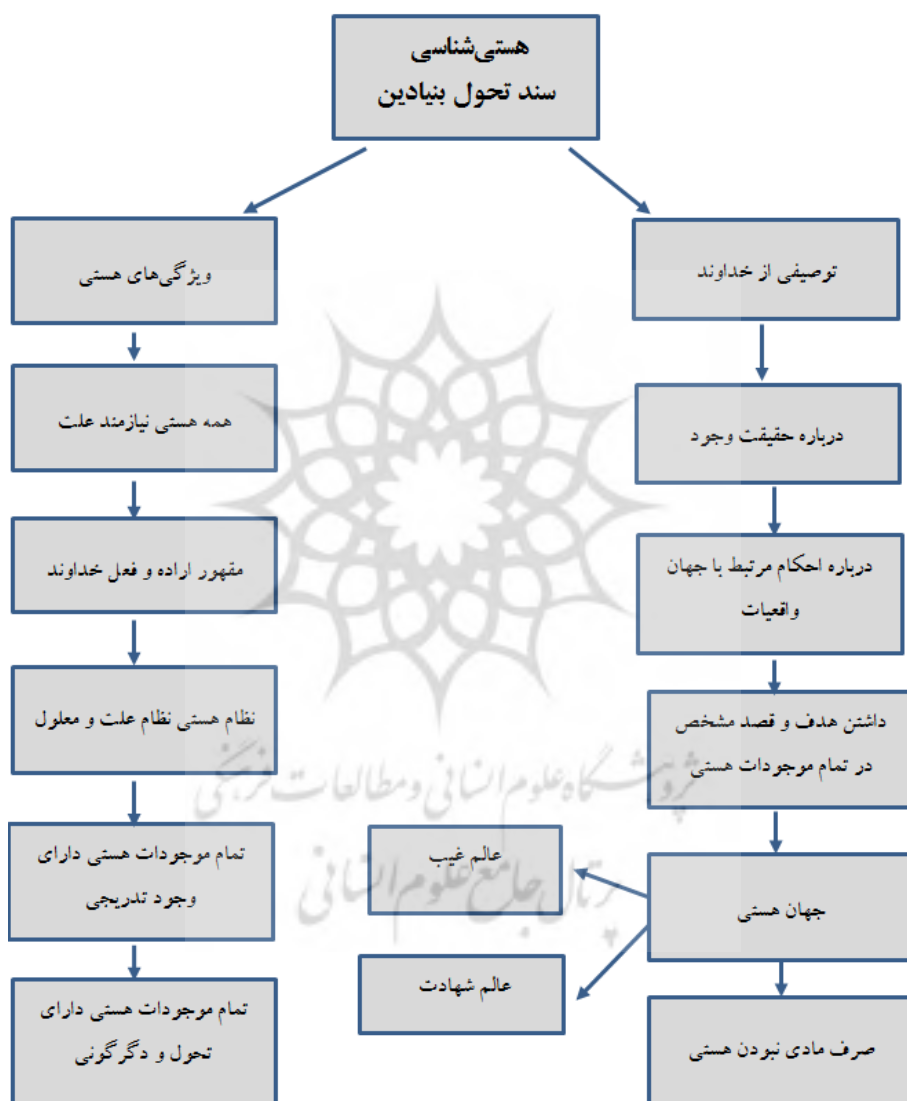 هستی‌شناسی
سند تحول بنیادین
توصیفی از خداوند
درباره حقیقت وجود
درباره احکام مرتبط با جهان
واقعیات
داشتن هدف و قصد مشخص
در تمام موجودات هستی
جهان هستی
عالم غیب
عالم شهادت
صرف مادی نبودن هستی
ویژگی‌های هستی
همه هستی نیازمند علت
مقهور اراده و فعل خداوند
نظام هستی نظام علت و معلول
تمام موجودات هستی دارای
وجود تدریجی
تمام موجودات هستی دارای
تحول و دگرگونی
پژوهشگاه علوم انسانی و مطالعات فرهنگی
پرتال جامع علوم انسانی